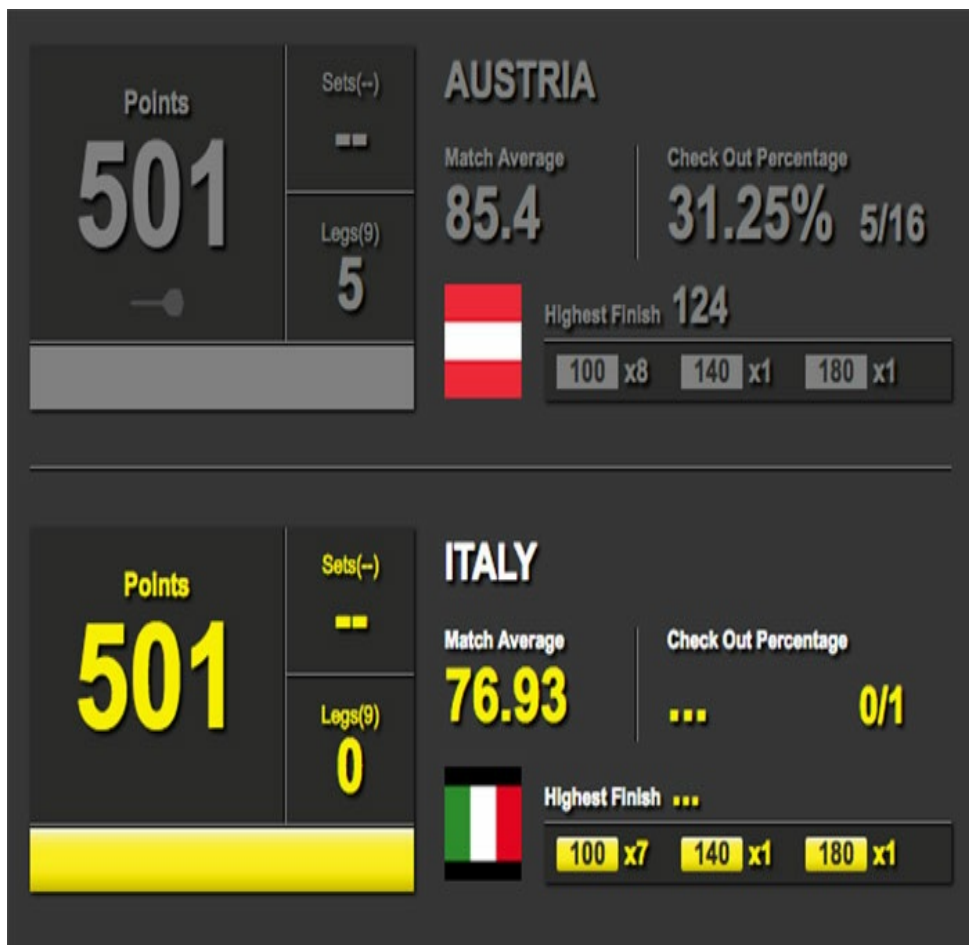 Points
501
Sets(--)
--
Legs(9)
5
AUSTRIA
Match Average
85.4
Check Out Percentage
31.25% 5/16
Highest Finish 124
100 x8 140 x1 180 x1
Points
501
Sets(--)
--
Legs(9)
0
ITALY
Match Average
76.93
Check Out Percentage
... 0/1
Highest Finish ...
100 x7 140 x1 180 x1